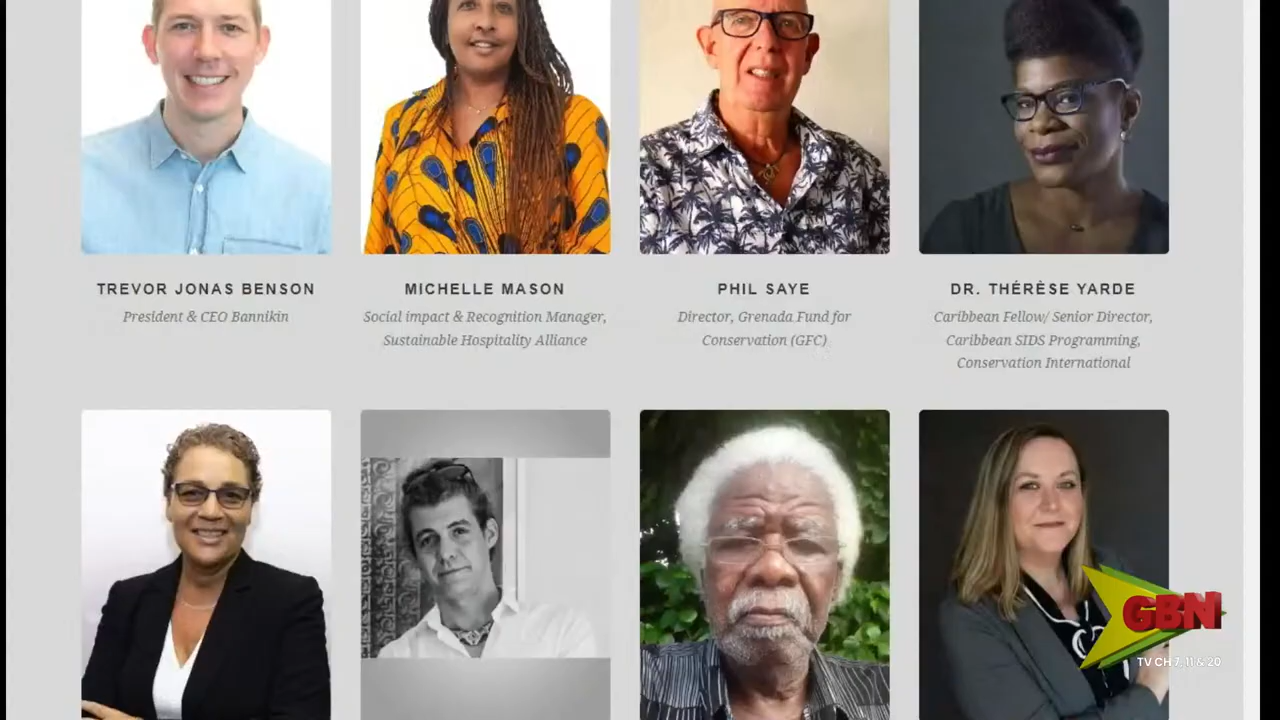 TREVOR JONAS BENSON
President & CEO Bannikin
MICHELLE MASON
Social impact & Recognition Manager,
Sustainable Hospitality Alliance
PHIL SAYE
Director, Grenada Fund for
Conservation (GFC)
DR. THÉRÈSE YARDE
Caribbean Fellow/ Senior Director,
Caribbean SIDS Programming,
Conservation International
GBN
TV CH 7, 11 & 20